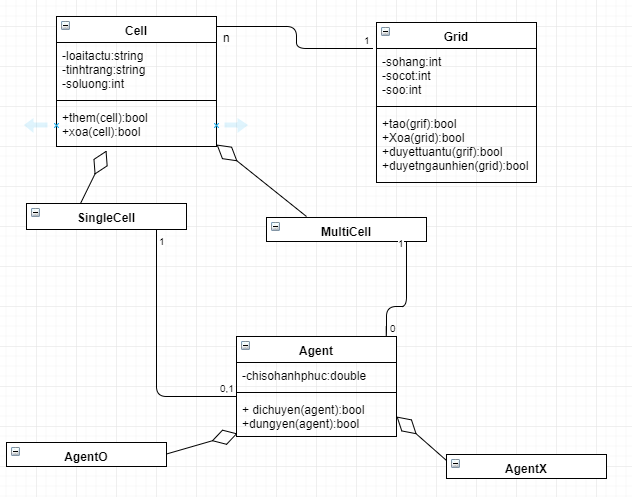 Cell
-loaitactu:string
-tinhtrang:string
-soluong:int
+them(cell):bool
+xoa(cell):bool
n
1
Grid
-sohang:int
-socot:int
-soo:int
+tao(grif):bool
+Xoa(grid):bool
+duyettuantu(grif):bool
+duyetngaunhien(grid):bool
SingleCell
MultiCell
1
1
0
Agent
-chisohanhphuc:double
+ dichuyen(agent):bool
+dungyen(agent):bool
0,1
AgentO
AgentX